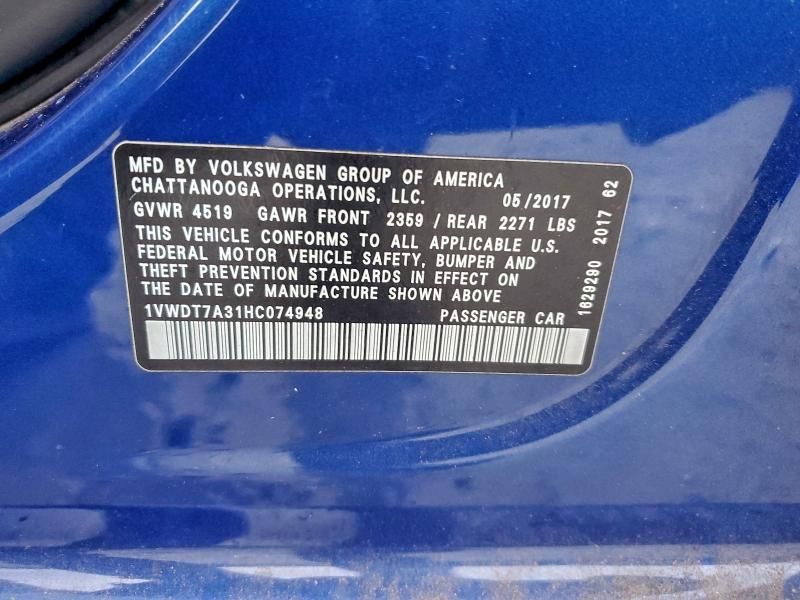 MFD BY VOLKSWAGEN GROUP OF AMERICA
CHATTANOOGA OPERATIONS, LLC. 05/2017
GVWR 4519 GAWR FRONT 2359 / REAR 2271 LBS
THIS VEHICLE CONFORMS TO ALL APPLICABLE U.S.
FEDERAL MOTOR VEHICLE SAFETY, BUMPER AND
THEFT PREVENTION STANDARDS IN EFFECT ON
THE DATE OF MANUFACTURE SHOWN ABOVE
1VWDT7A31HC074948 PASSENGER CAR
1629290 2017 62